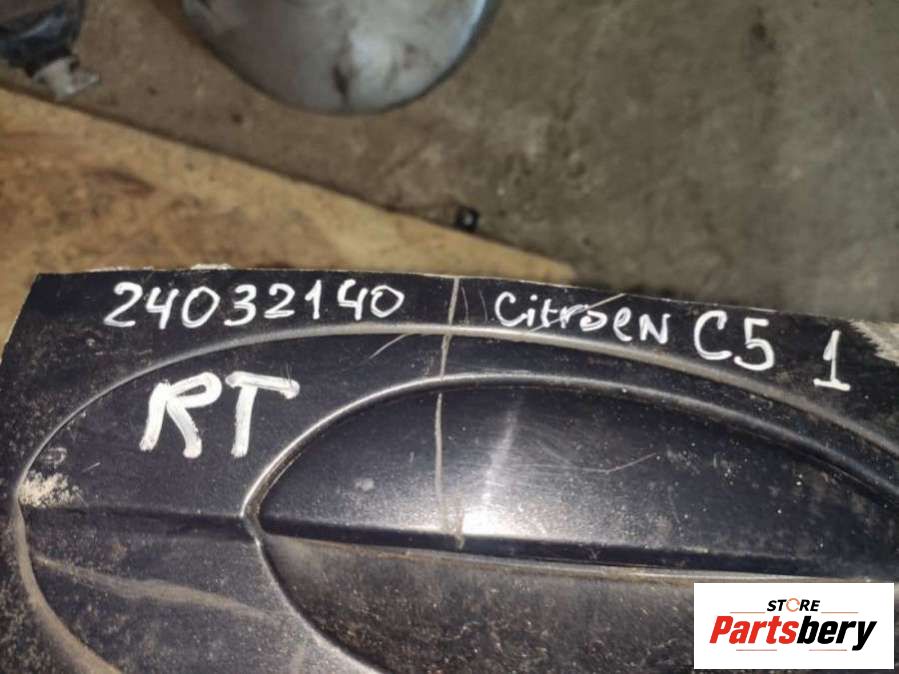 24032140 Citroen C5 1
RT
STORE
Partsbery